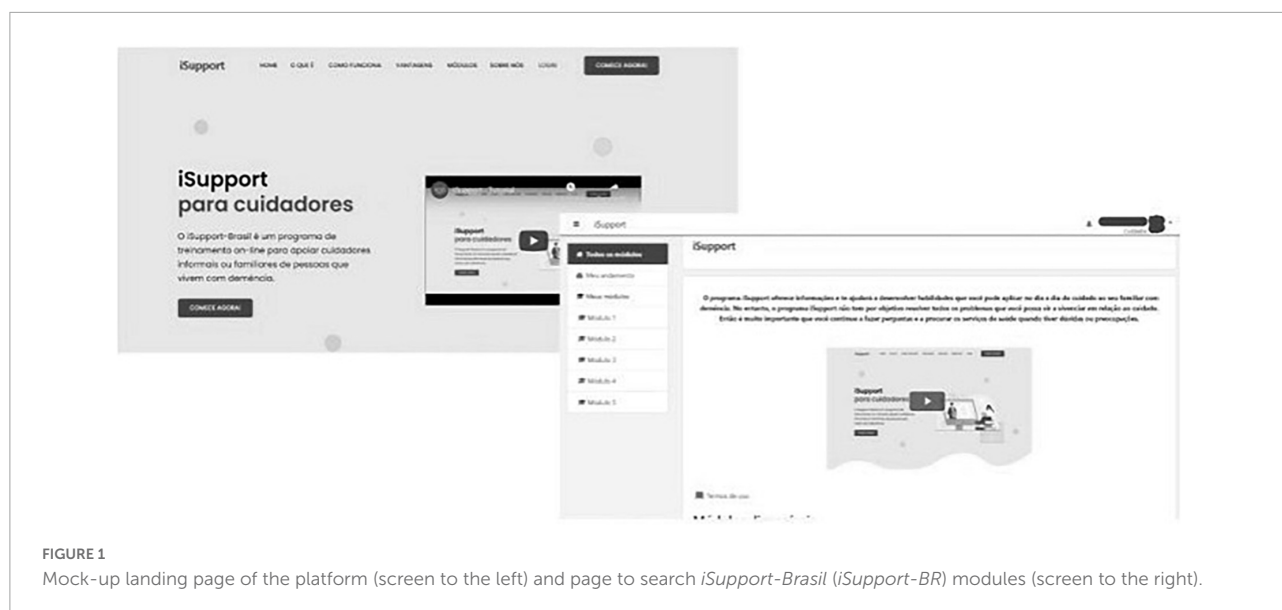 iSupport
HOME O QUE É COMO FUNCIONA VANTAGENS MÓDULOS SOBRE NÓS LOGIN COMECE AGORA!
iSupport
para cuidadores
O iSupport-Brasil é um programa de
treinamento on-line para apoiar cuidadores
informais ou familiares de pessoas que
vivem com demência.
COMECE AGORA!
iSupport - Tutorial
iSupport
para cuidadores
iSupport
Todos os módulos
Meu andamento
Meus módulos
Módulo 1
Módulo 2
Módulo 3
Módulo 4
Módulo 5
iSupport
O programa iSupport oferece informações e te ajudará a desenvolver habilidades que você pode aplicar no dia a dia do cuidado ao seu familiar com
demência. No entanto, o programa iSupport não tem por objetivo resolver todos os problemas que você possa vir a vivenciar em relação ao cuidado.
Então é muito importante que você continue a fazer perguntas e a procurar os serviços de saúde quando tiver dúvidas ou preocupações.
iSupport
para cuidadores
Termos de uso
FIGURE 1
Mock-up landing page of the platform (screen to the left) and page to search iSupport-Brasil (iSupport-BR) modules (screen to the right).